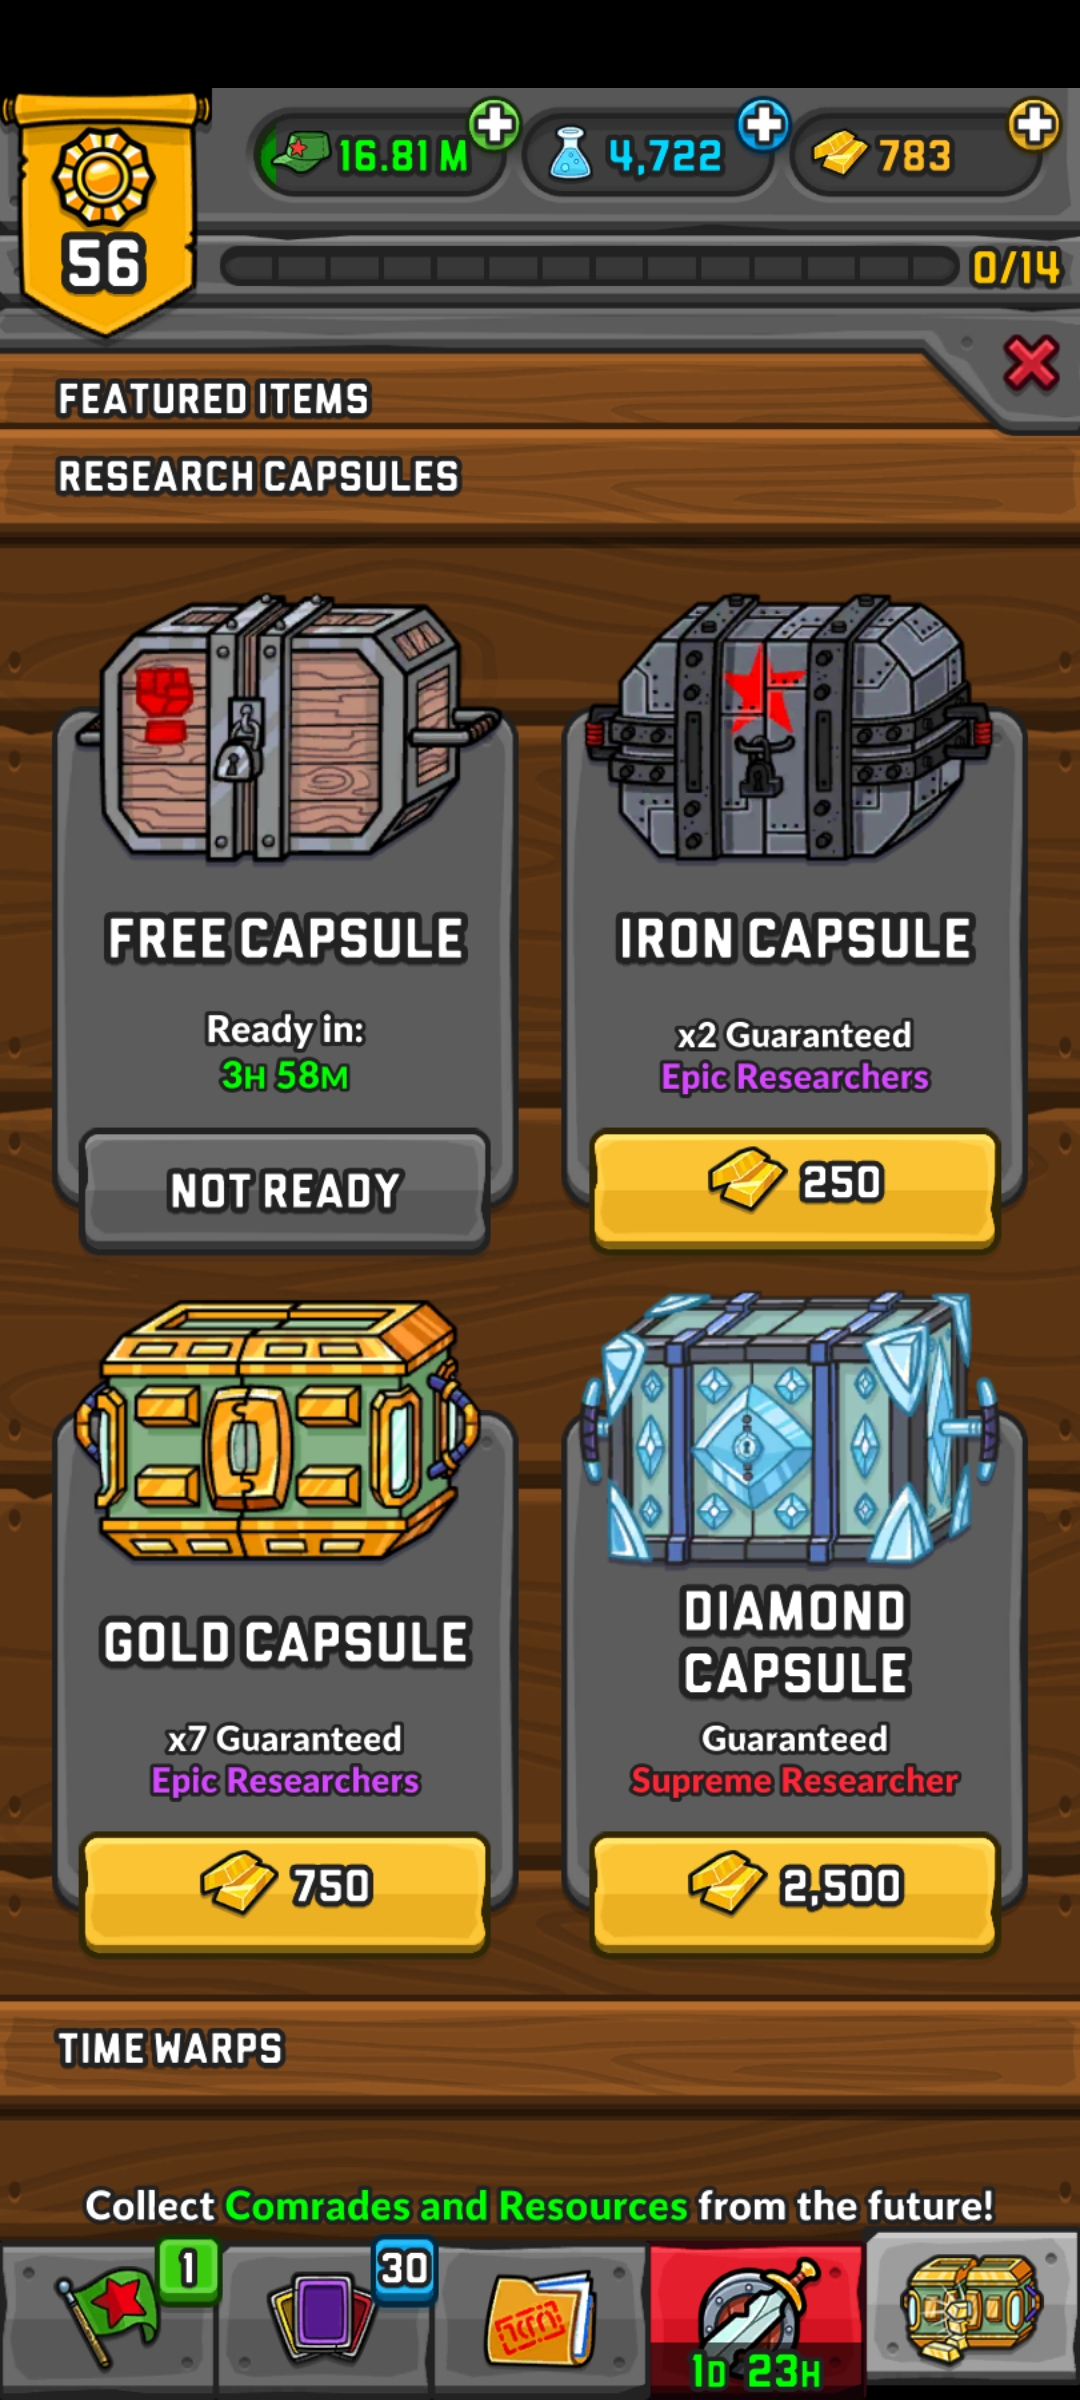 16.81 M
4,722
783
56
0/14
FEATURED ITEMS
RESEARCH CAPSULES
FREE CAPSULE
Ready in:
3H 58M
NOT READY
IRON CAPSULE
x2 Guaranteed
Epic Researchers
250
GOLD CAPSULE
x7 Guaranteed
Epic Researchers
750
DIAMOND
CAPSULE
Guaranteed
Supreme Researcher
2,500
TIME WARPS
Collect Comrades and Resources from the future!
1
30
1D 23H